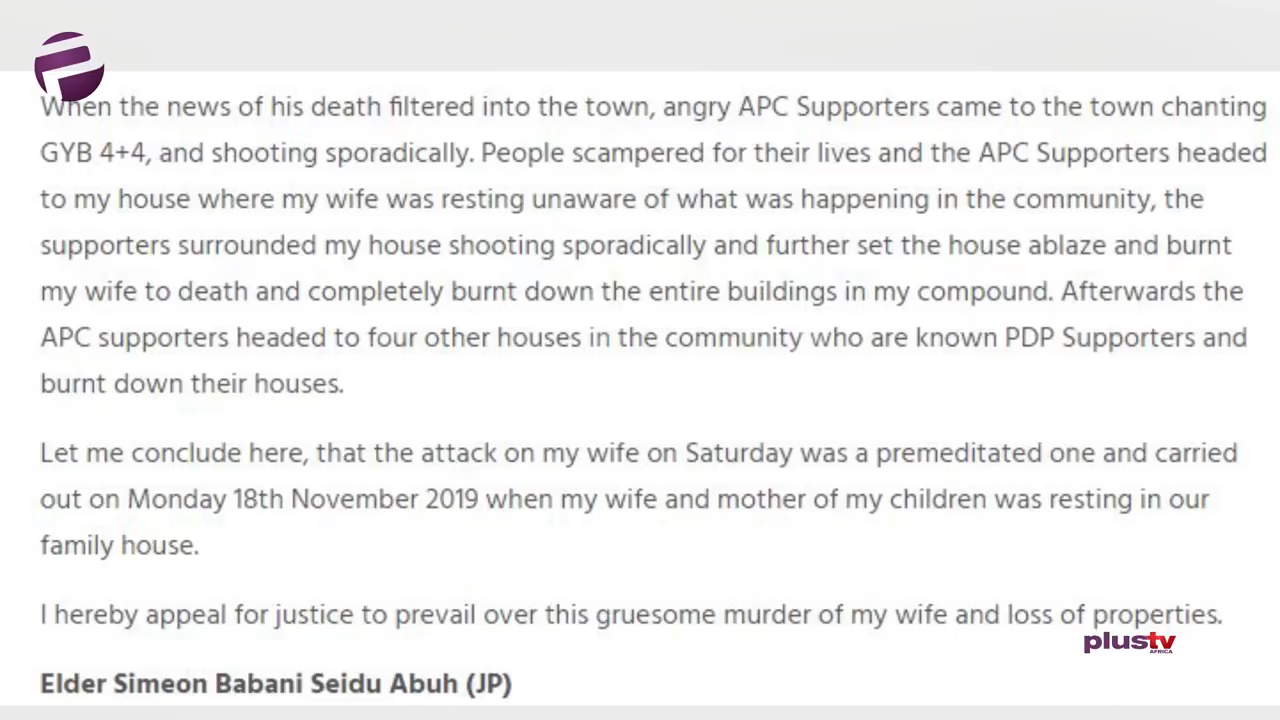 When the news of his death filtered into the town, angry APC Supporters came to the town chanting
GYB 4+4, and shooting sporadically. People scampered for their lives and the APC Supporters headed
to my house where my wife was resting unaware of what was happening in the community, the
supporters surrounded my house shooting sporadically and further set the house ablaze and burnt
my wife to death and completely burnt down the entire buildings in my compound. Afterwards the
APC supporters headed to four other houses in the community who are known PDP Supporters and
burnt down their houses.
Let me conclude here, that the attack on my wife on Saturday was a premeditated one and carried
out on Monday 18th November 2019 when my wife and mother of my children was resting in our
family house.
I hereby appeal for justice to prevail over this gruesome murder of my wife and loss of properties.
plustv
AFRICA
Elder Simeon Babani Seidu Abuh (JP)